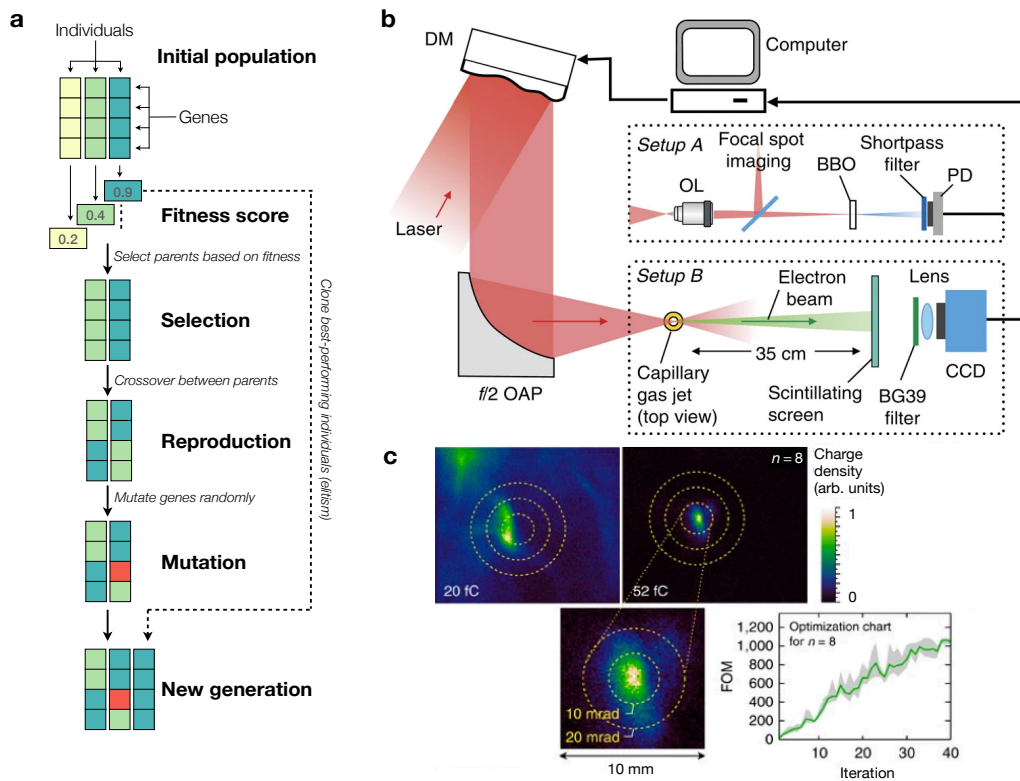 a
Individuals
Initial population
Genes
0.9
0.4
0.2
Fitness score
Select parents based on fitness
Selection
Crossover between parents
Reproduction
Mutate genes randomly
Mutation
New generation
Clone best-performing individuals (elitism)
b
DM
Computer
Laser
f/2 OAP
Setup A
Focal spot
imaging
OL
BBO
Shortpass
filter
PD
Setup B
Electron
beam
Lens
35 cm
Capillary
gas jet
(top view)
Scintillating
screen
BG39
filter
CCD
c
20 fC
n = 8
52 fC
Charge
density
(arb. units)
1
0
10 mrad
20 mrad
10 mm
Optimization chart
for n = 8
FOM
1,200
1,000
800
600
400
200
0
10
20
30
40
Iteration